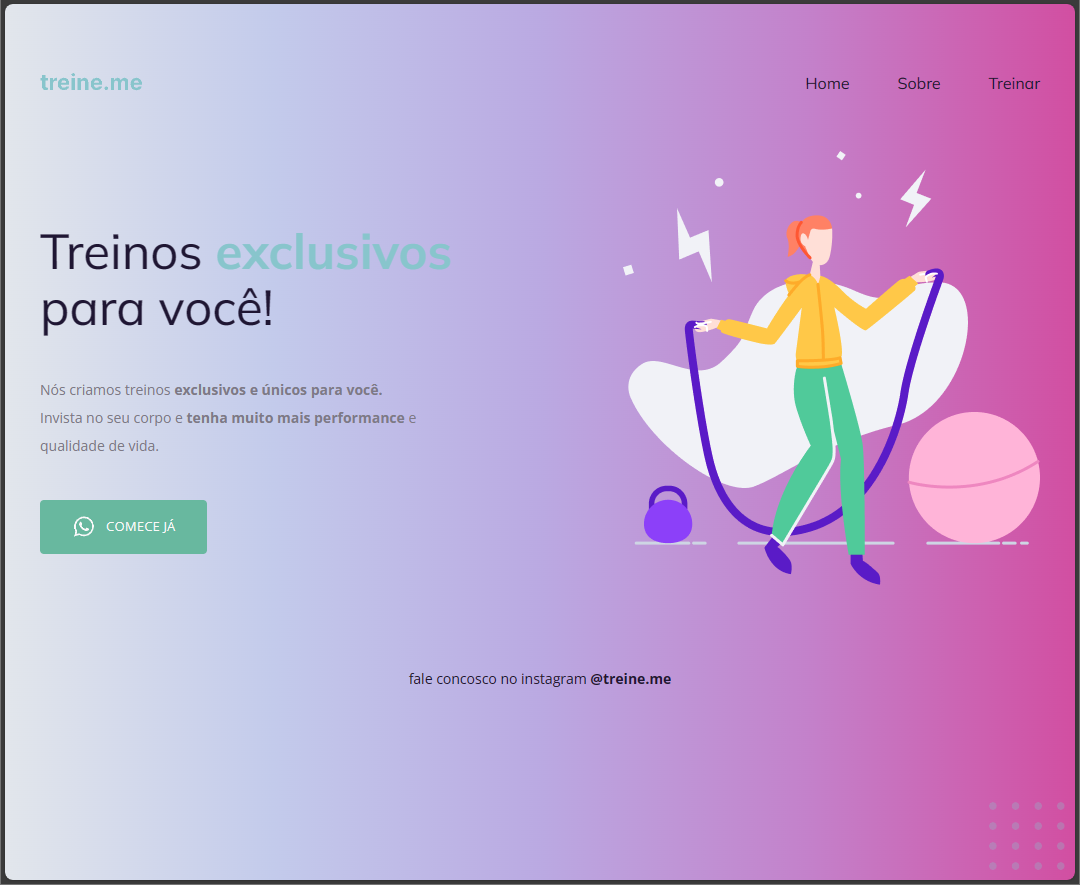 treine.me
Home Sobre Treinar
Treinos exclusivos
para você!
Nós criamos treinos exclusivos e únicos para você.
Invista no seu corpo e tenha muito mais performance e
qualidade de vida.
COMECE JÁ
fale concosco no instagram @treine.me